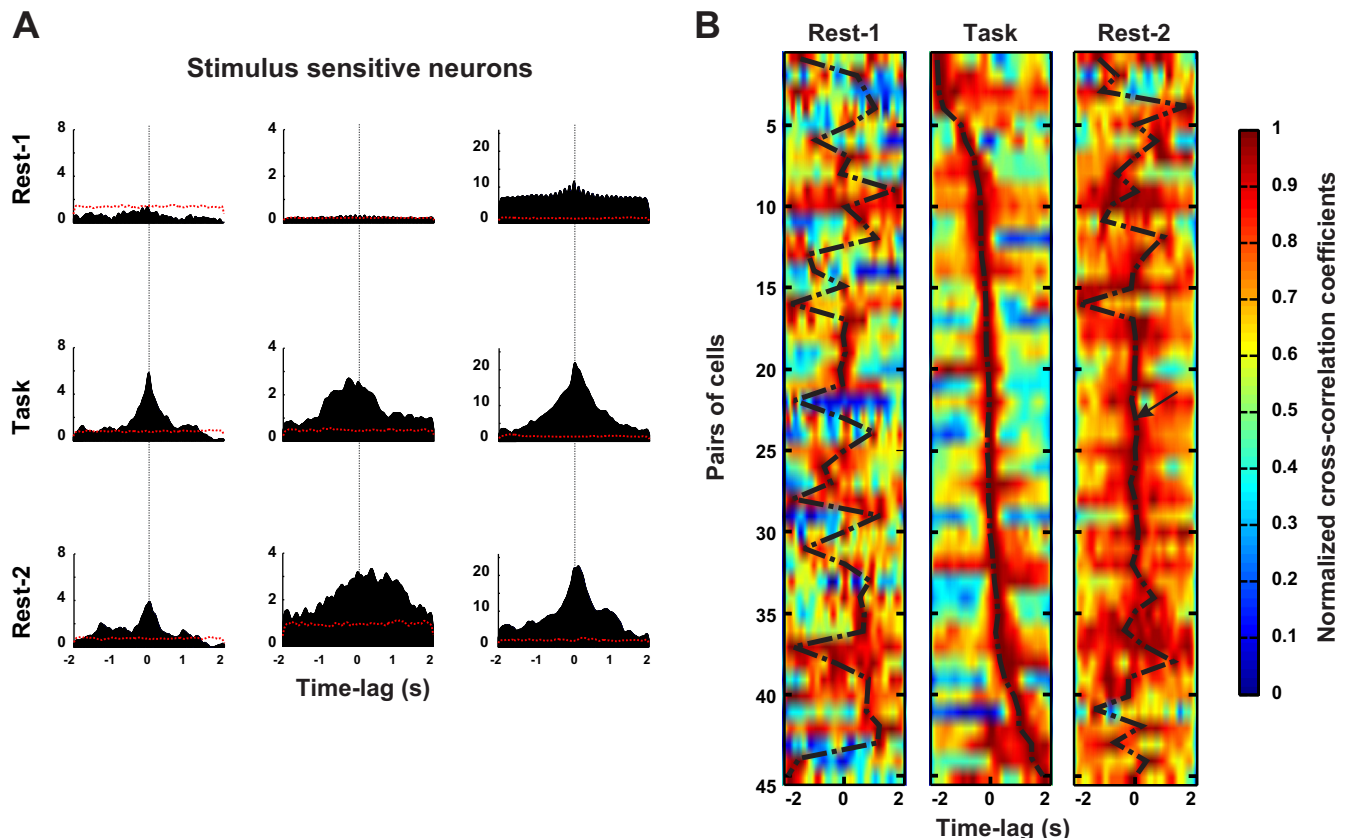 A
Stimulus sensitive neurons
Rest-1
8
4
0
4
2
0
20
10
0
Task
8
4
0
4
2
0
20
10
0
Rest-2
8
4
0
4
2
0
20
10
0
-2 -1 0 1 2
-2 -1 0 1 2
-2 -1 0 1 2
Time-lag (s)
B
Rest-1 Task Rest-2
Pairs of cells
5
10
15
20
25
30
35
40
45
-2 0 2
-2 0 2
-2 0 2
Time-lag (s)
1
0.9
0.8
0.7
0.6
0.5
0.4
0.3
0.2
0.1
0
Normalized cross-correlation coefficients